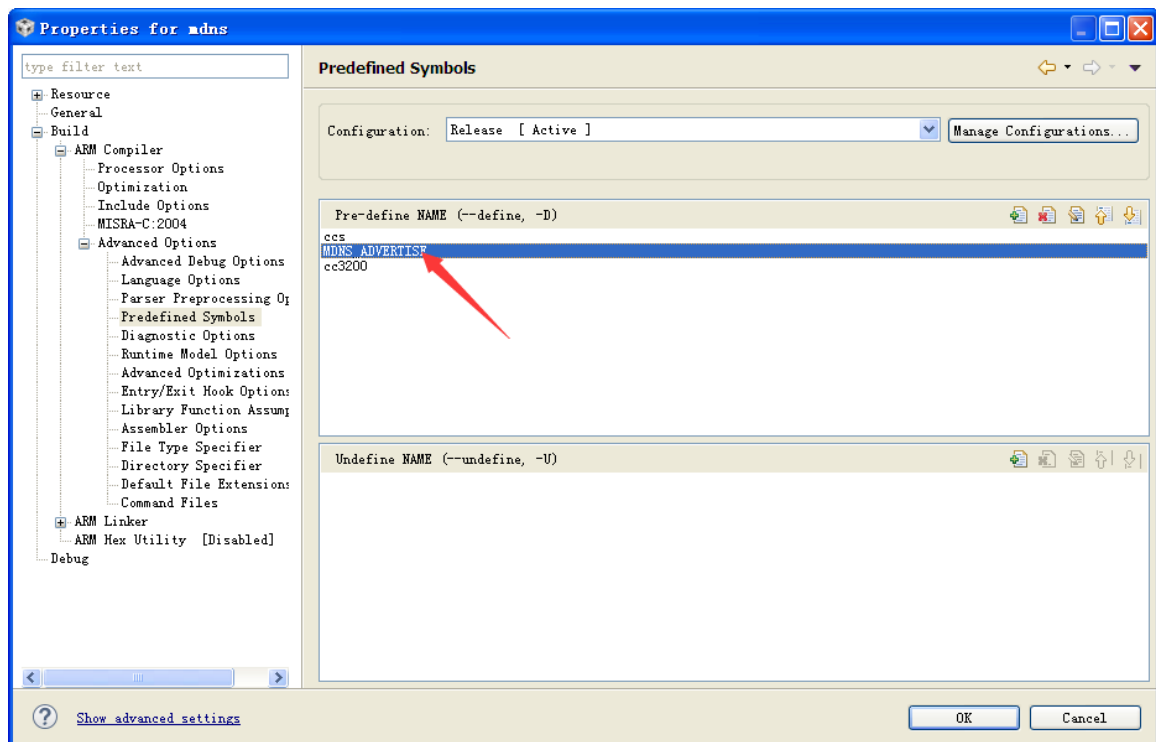 Properties for mdns
type filter text
Resource
General
Build
ARM Compiler
Processor Options
Optimization
Include Options
MISRA-C:2004
Advanced Options
Advanced Debug Options
Language Options
Parser Preprocessing Op
Predefined Symbols
Diagnostic Options
Runtime Model Options
Advanced Optimizations
Entry/Exit Hook Options
Library Function Assump
Assembler Options
File Type Specifier
Directory Specifier
Default File Extensions
Command Files
ARM Linker
ARM Hex Utility [Disabled]
Debug
Predefined Symbols
Configuration: Release [ Active ] Manage Configurations...
Pre-define NAME (--define, -D)
ccs
MDNS_ADVERTISE
cc3200
Undefine NAME (--undefine, -U)
Show advanced settings
OK Cancel